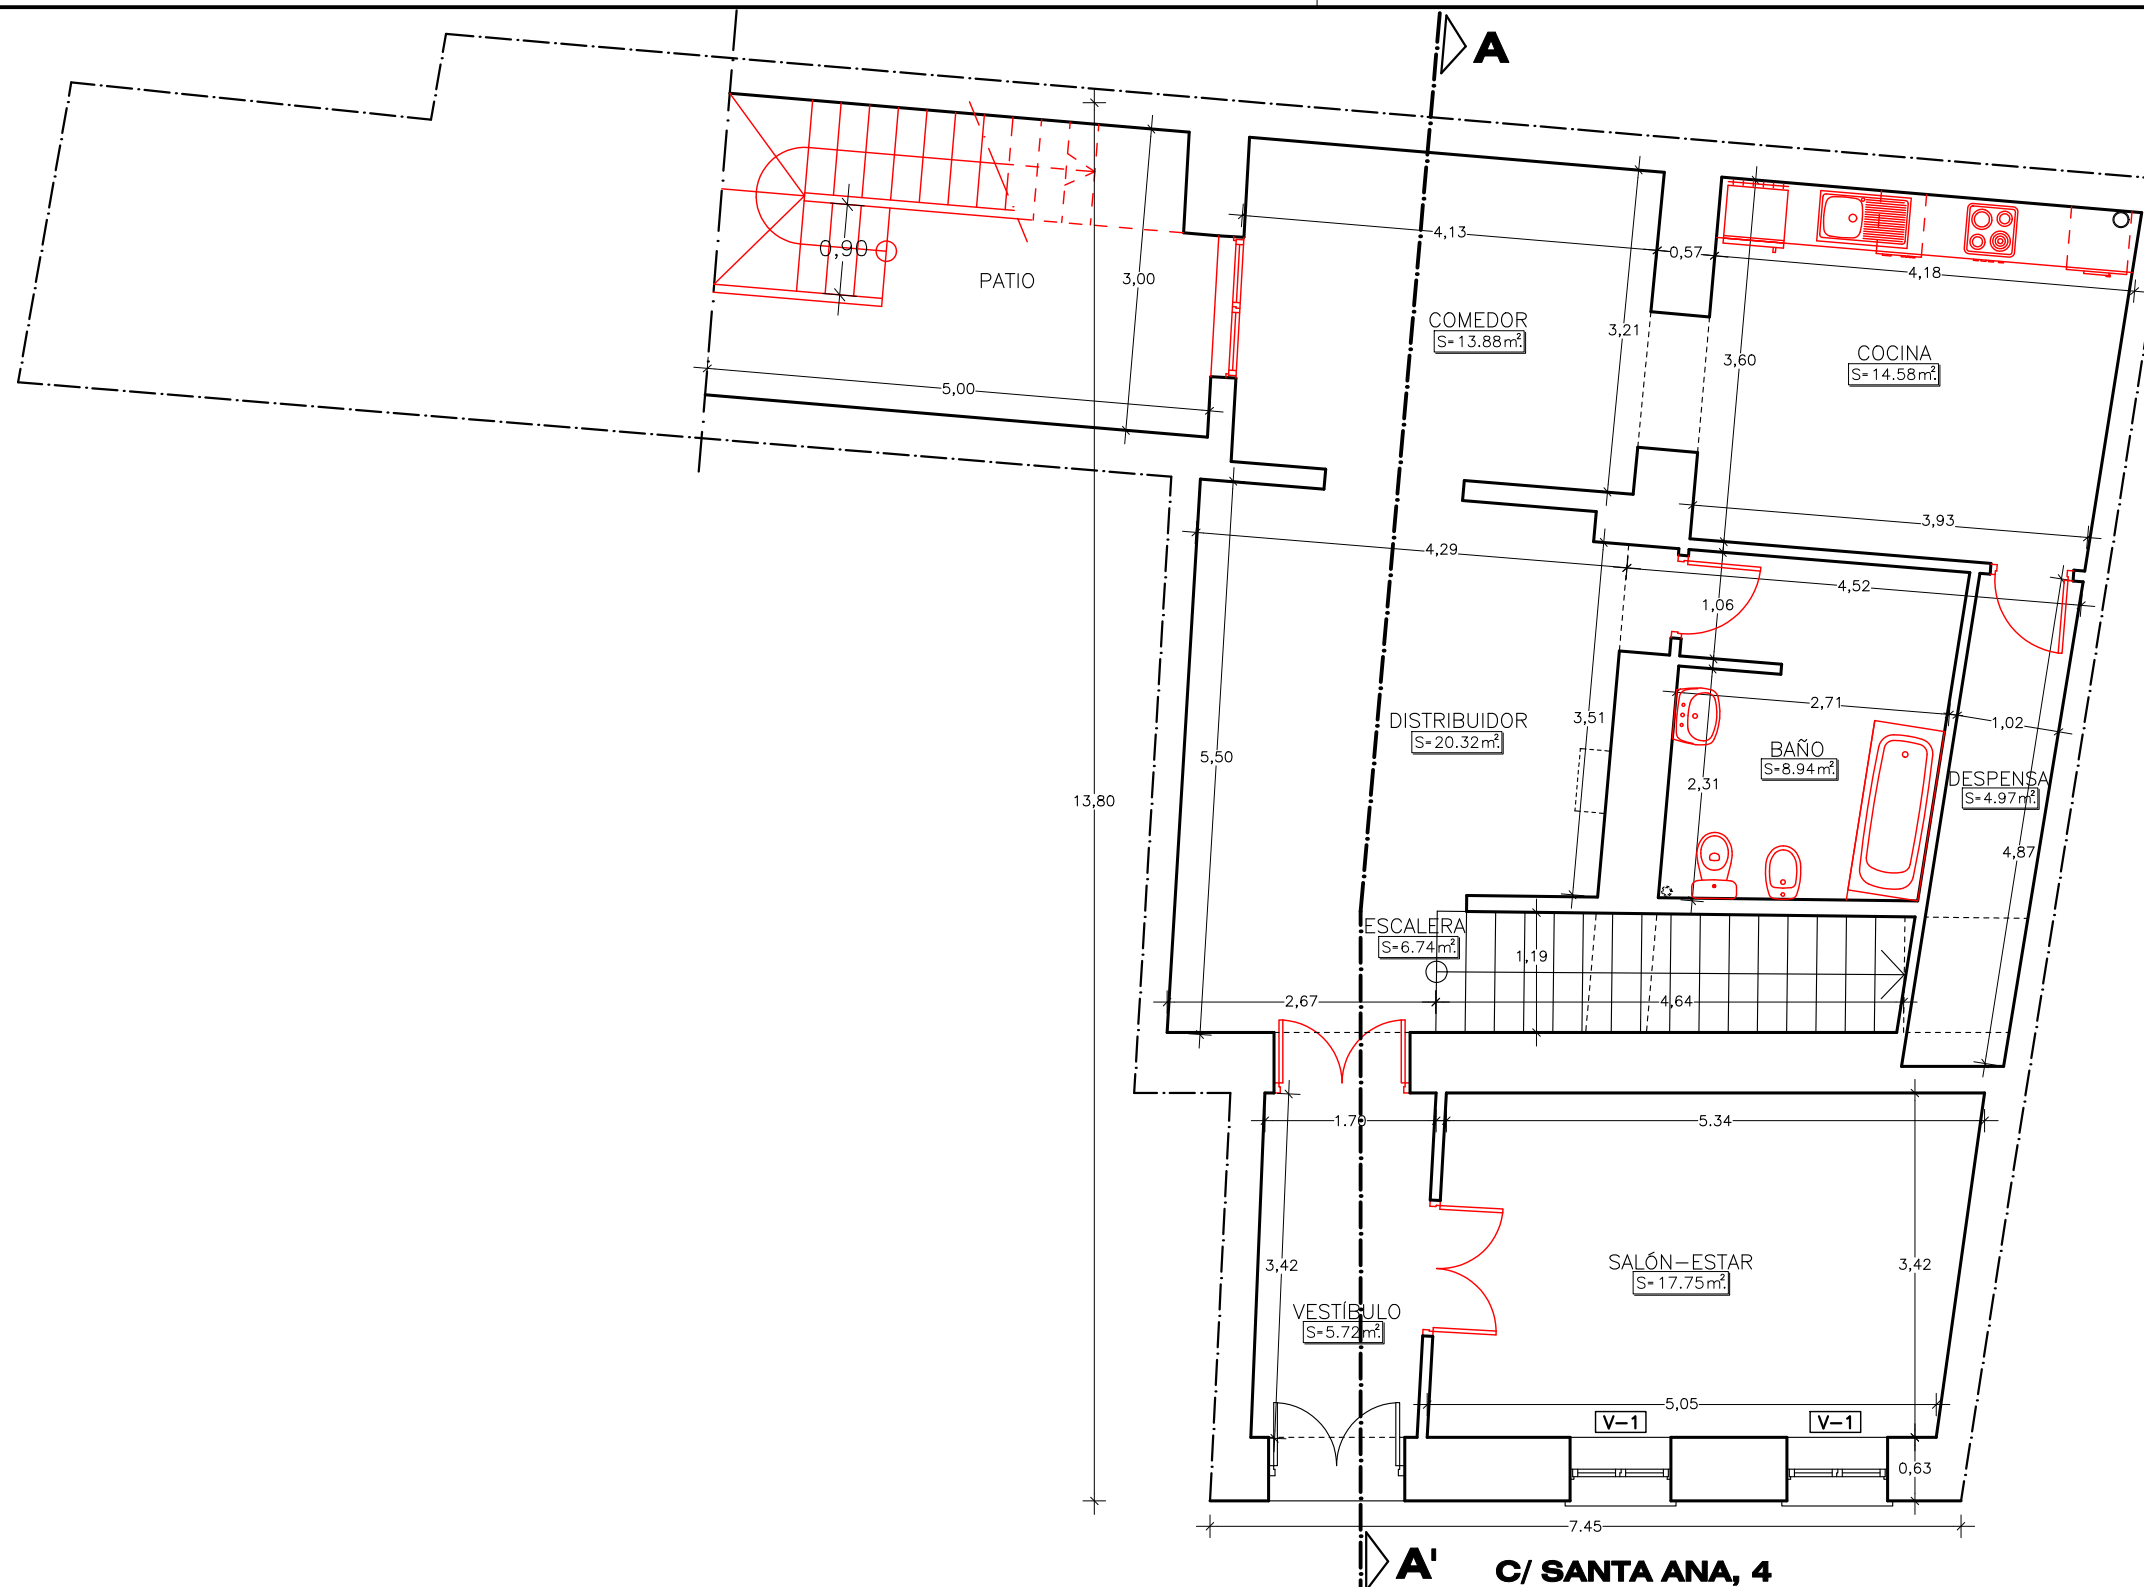 A
4,13
0,57
4,18
0,90
PATIO
3,00
COMEDOR
S=13.88m².
3,21
3,60
COCINA
S=14.58m².
5,00
3,93
4,29
4,52
1,06
5,50
DISTRIBUIDOR
S=20.32m².
3,51
2,71
1,02
BAÑO
S=8.94m².
2,31
DESPENSA
S=4.97m².
13,80
4,87
ESCALERA
S=6.74m².
1,19
2,67
4,64
1.70
5.34
3,42
SALÓN-ESTAR
S=17.75m².
3,42
VESTÍBULO
S=5.72m².
5,05
V-1
V-1
0,63
7.45
A'
C/ SANTA ANA, 4